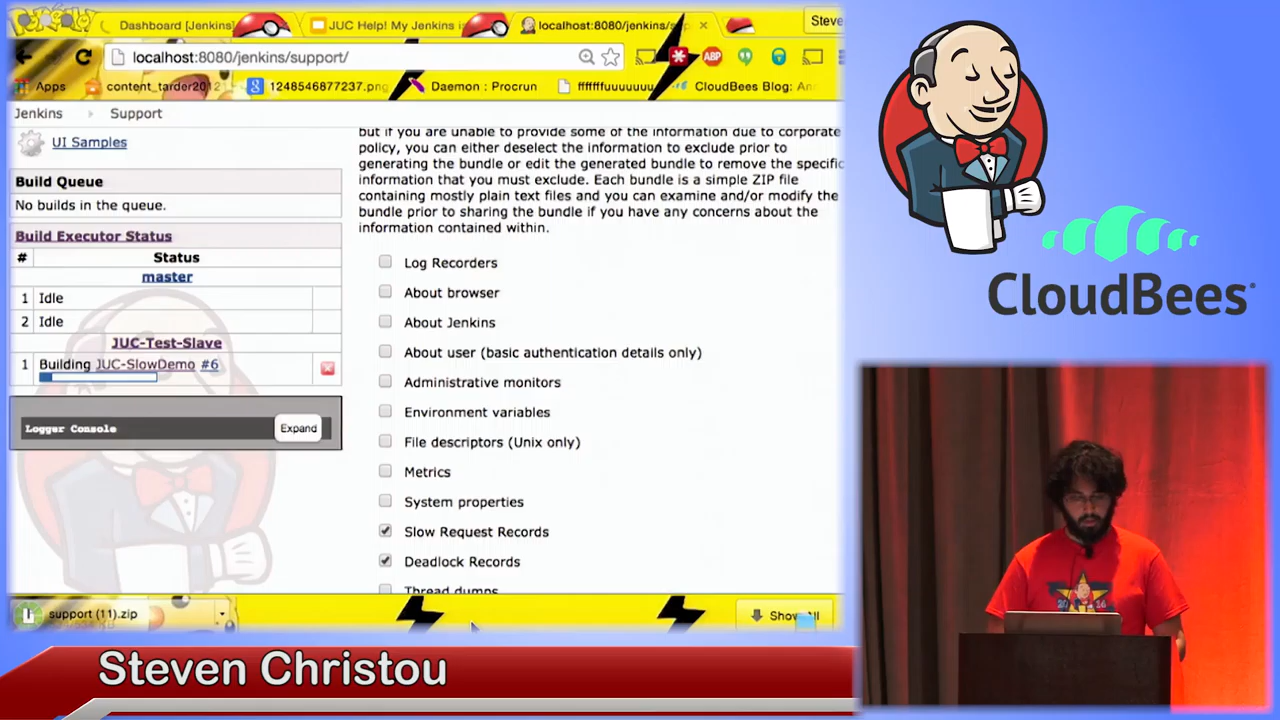 Dashboard [Jenkins]
JUC Help! My Jenkins is
localhost:8080/jenkins/s
Steve
localhost:8080/jenkins/support/
ABP
Apps
content_tarder2012
1248546877237.png
Daemon : Procrun
ffffffuuuuuuu
CloudBees Blog: An
Jenkins
Support
UI Samples
Build Queue
No builds in the queue.
Build Executor Status
# Status
master
1 Idle
2 Idle
JUC-Test-Slave
1 Building JUC-SlowDemo #6
Logger Console
Expand
but if you are unable to provide some of the information due to corporate
policy, you can either deselect the information to exclude prior to
generating the bundle or edit the generated bundle to remove the specific
information that you must exclude. Each bundle is a simple ZIP file
containing mostly plain text files and you can examine and/or modify the
bundle prior to sharing the bundle if you have any concerns about the
information contained within.
Log Recorders
About browser
About Jenkins
About user (basic authentication details only)
Administrative monitors
Environment variables
File descriptors (Unix only)
Metrics
System properties
Slow Request Records
Deadlock Records
Thread dumps
support (11).zip
Show All
CloudBees
Steven Christou